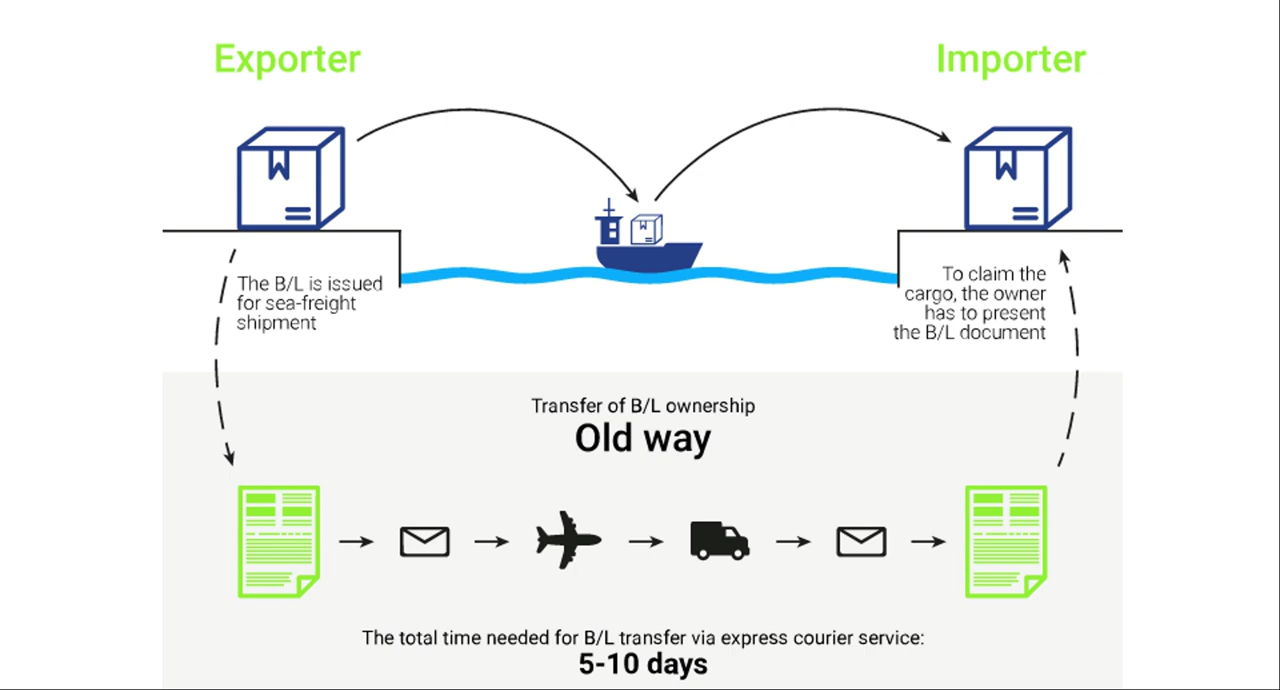 Exporter
Importer
The B/L is issued
for sea-freight
shipment
To claim the
cargo, the owner
has to present
the B/L document
Transfer of B/L ownership
Old way
The total time needed for B/L transfer via express courier service:
5-10 days